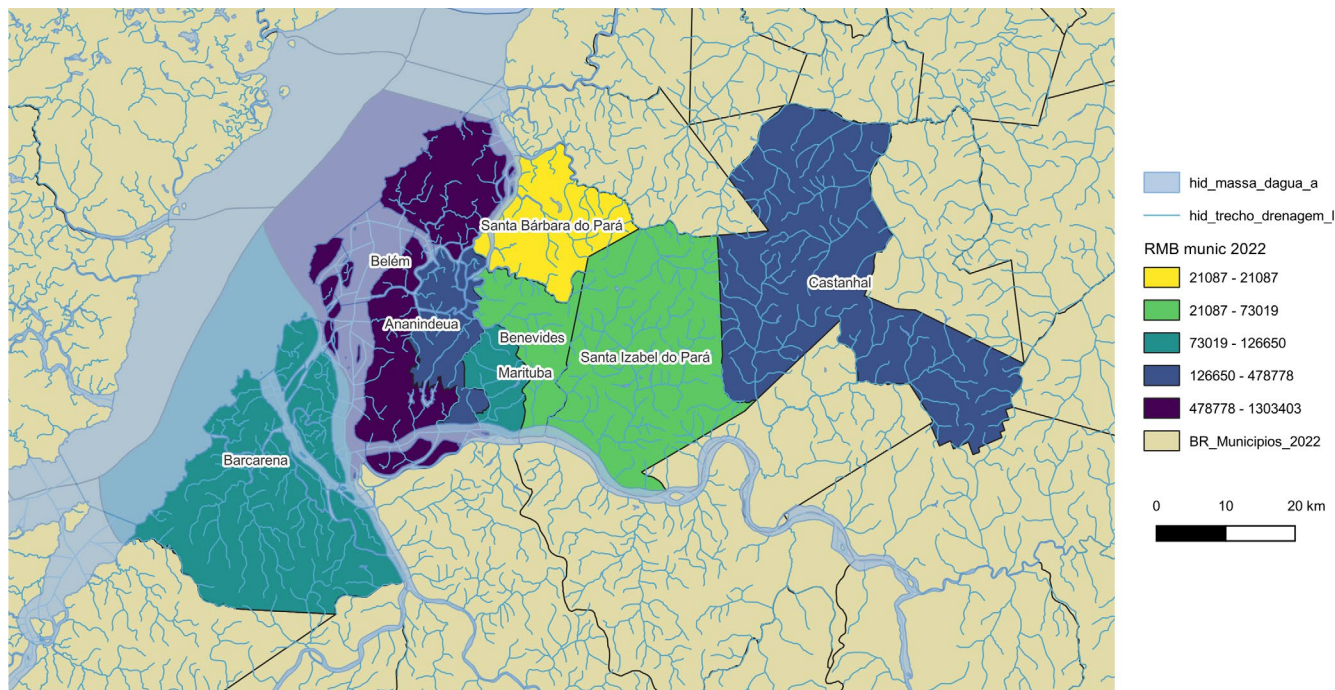 Santa Bárbara do Pará
Belém
Castanhal
Ananindeua
Benevides
Santa Izabel do Pará
Marituba
Barcarena
hid_massa_dagua_a
hid_trecho_drenagem_l
RMB munic 2022
21087 - 21087
21087 - 73019
73019 - 126650
126650 - 478778
478778 - 1303403
BR_Municipios_2022
0 10 20 km